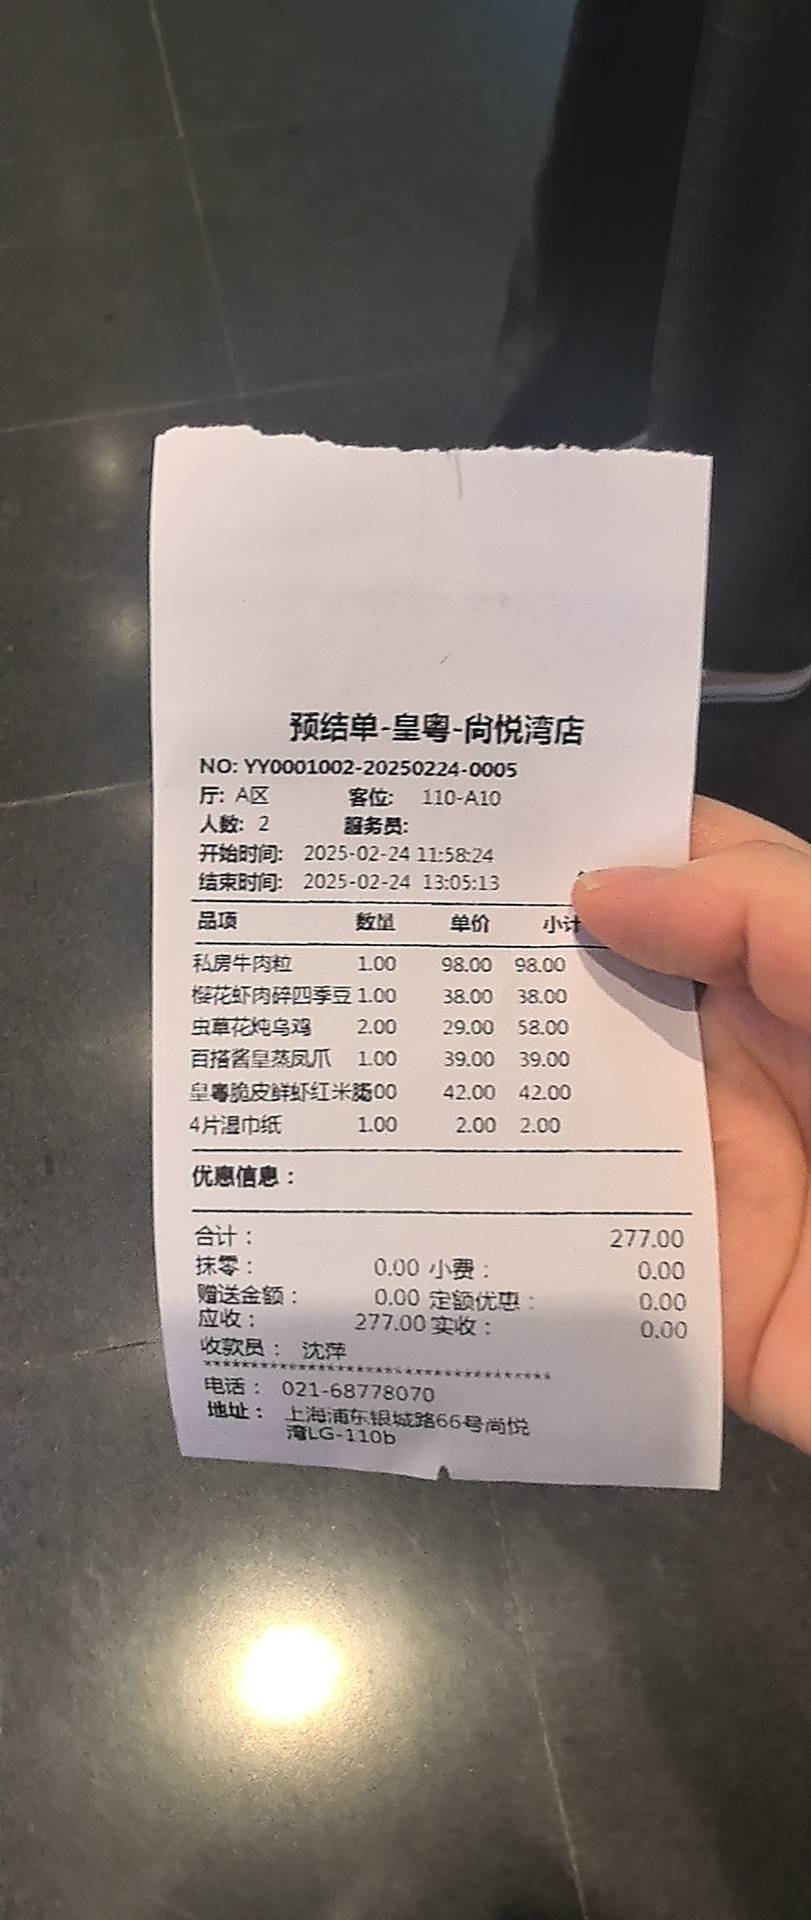 预结单-皇粤-尚悦湾店
NO: YY0001002-20250224-0005
厅: A区 客位: 110-A10
人数: 2 服务员:
开始时间: 2025-02-24 11:58:24
结束时间: 2025-02-24 13:05:13
品项 数量 单价 小计
私房牛肉粒 1.00 98.00 98.00
樱花虾肉碎四季豆 1.00 38.00 38.00
虫草花炖乌鸡 2.00 29.00 58.00
百搭酱皇蒸凤爪 1.00 39.00 39.00
皇粤脆皮鲜虾红米肠 .00 42.00 42.00
4片湿巾纸 1.00 2.00 2.00
优惠信息：
合计： 277.00
抹零： 0.00 小费： 0.00
赠送金额： 0.00 定额优惠： 0.00
应收： 277.00 实收： 0.00
收款员： 沈萍
***********************************
电话： 021-68778070
地址： 上海浦东银城路66号尚悦
湾LG-110b